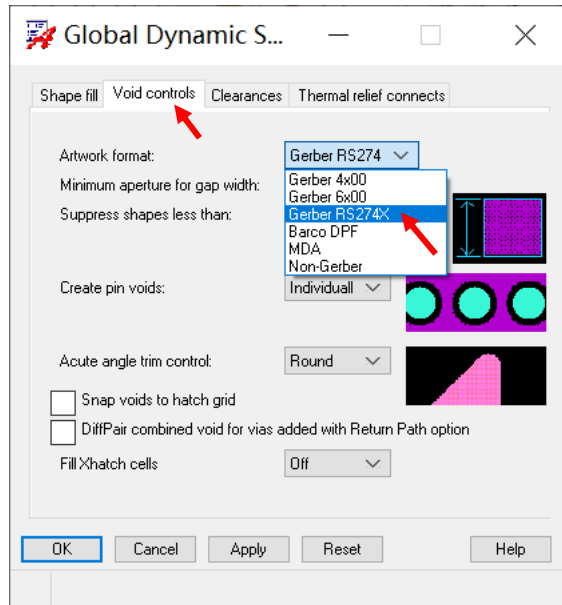 Global Dynamic S...
Shape fill Void controls Clearances Thermal relief connects
Artwork format: Gerber RS274
Minimum aperture for gap width:
Gerber 4x00
Gerber 6x00
Suppress shapes less than:
Gerber RS274X
Barco DPF
MDA
Non-Gerber
Create pin voids: Individuall
Acute angle trim control: Round
Snap voids to hatch grid
DiffPair combined void for vias added with Return Path option
Fill Xhatch cells Off
OK Cancel Apply Reset Help